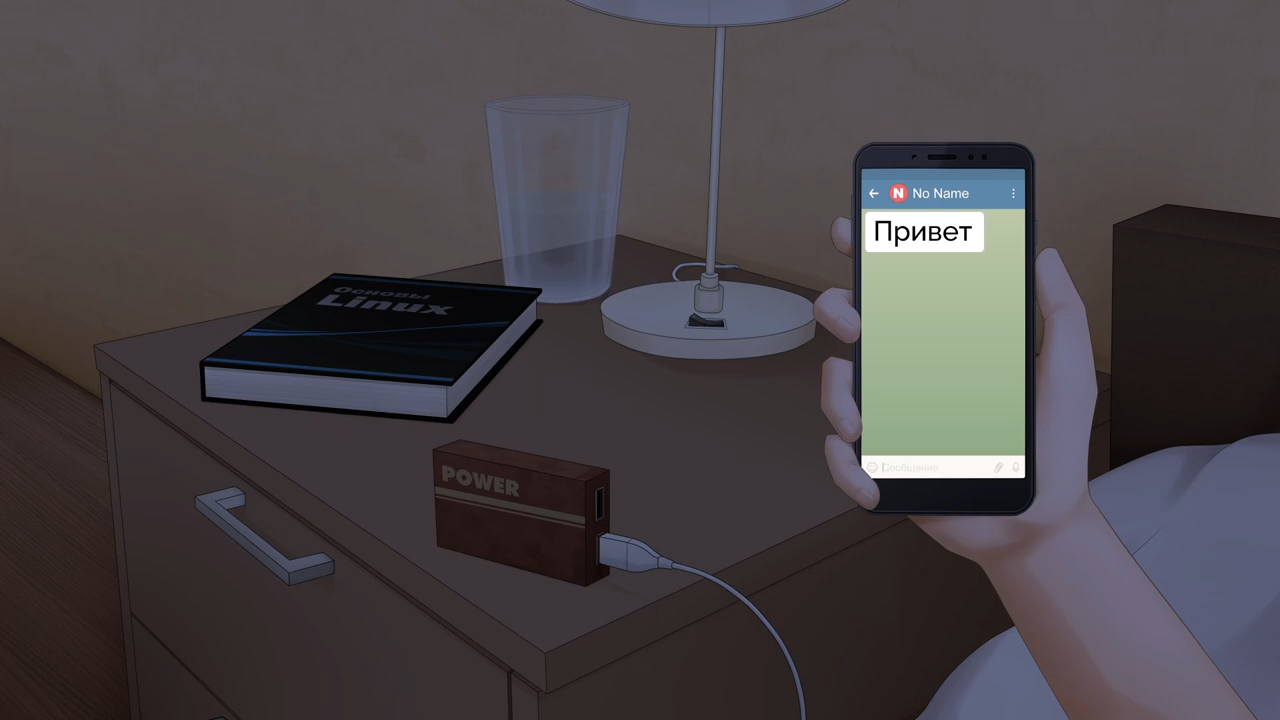 Основы
Linux
POWER
N No Name
Привет
Сообщение